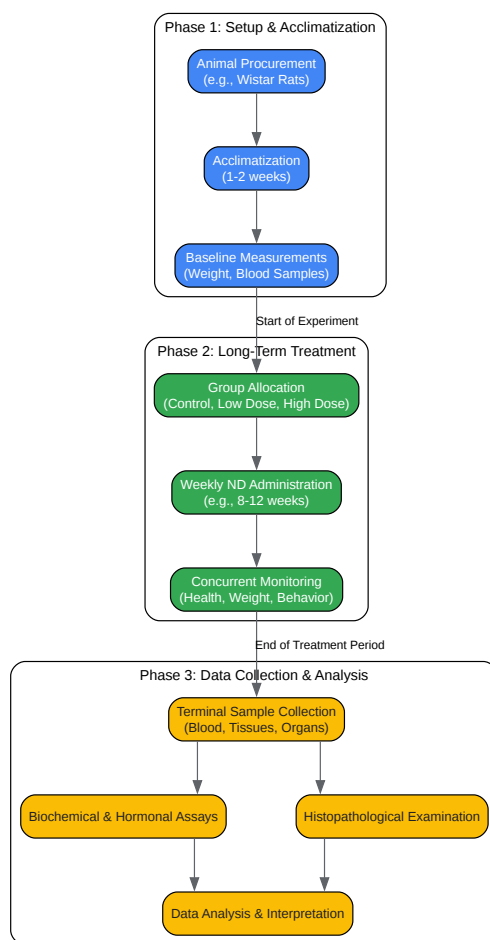 Phase 1: Setup & Acclimatization
Animal Procurement
(e.g., Wistar Rats)
Acclimatization
(1-2 weeks)
Baseline Measurements
(Weight, Blood Samples)
Start of Experiment
Phase 2: Long-Term Treatment
Group Allocation
(Control, Low Dose, High Dose)
Weekly ND Administration
(e.g., 8-12 weeks)
Concurrent Monitoring
(Health, Weight, Behavior)
End of Treatment Period
Phase 3: Data Collection & Analysis
Terminal Sample Collection
(Blood, Tissues, Organs)
Biochemical & Hormonal Assays
Histopathological Examination
Data Analysis & Interpretation